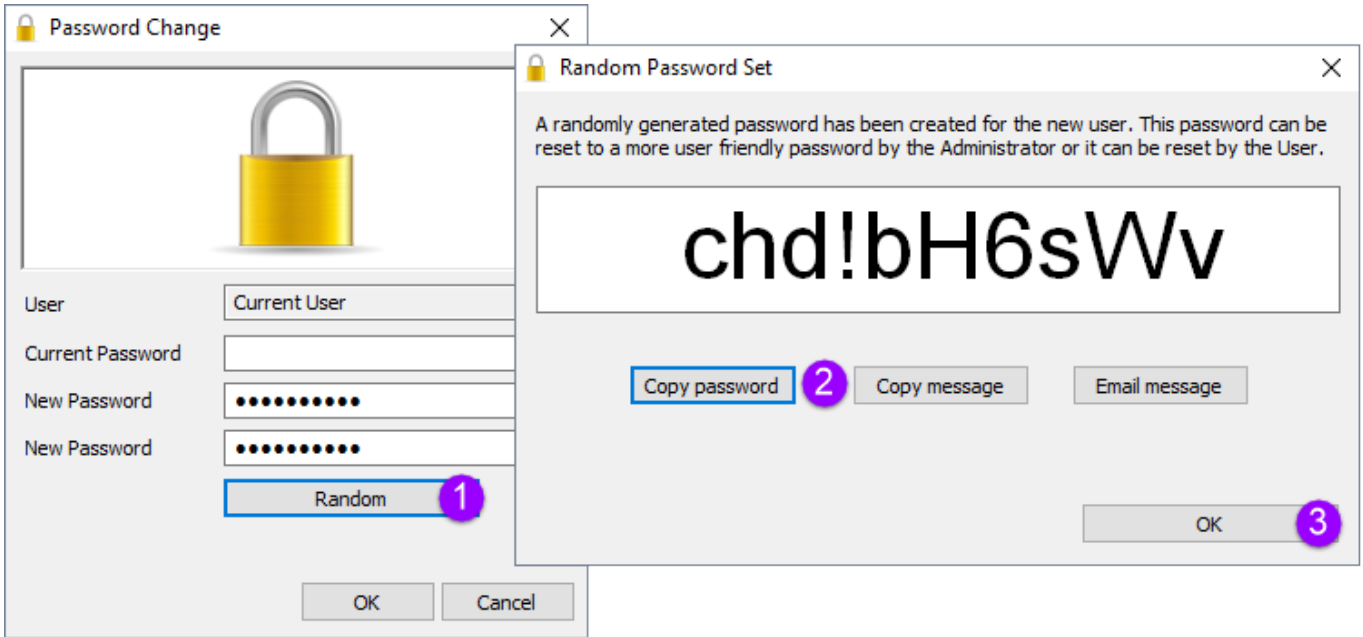 Password Change
User
Current User
Current Password
New Password
●●●●●●●●●●
New Password
●●●●●●●●●●
Random
1
OK
Cancel
Random Password Set
A randomly generated password has been created for the new user. This password can be
reset to a more user friendly password by the Administrator or it can be reset by the User.
chd!bH6sWv
Copy password
2
Copy message
Email message
OK
3